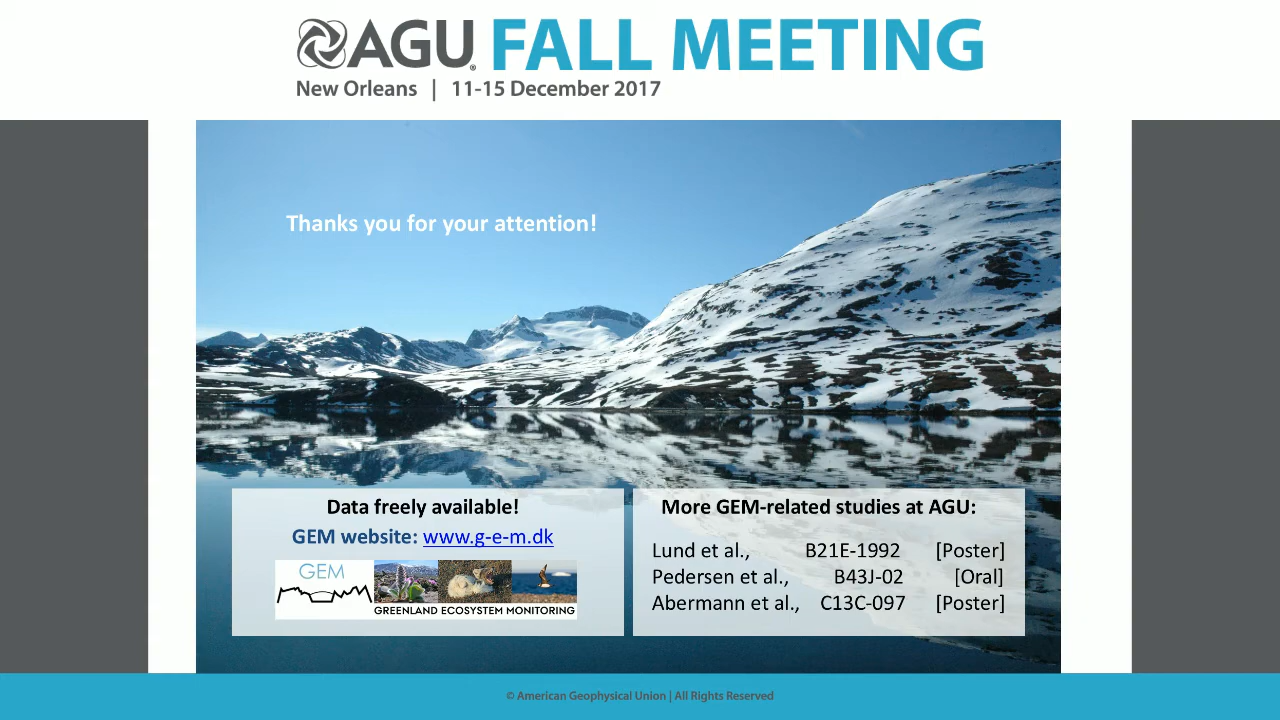 AGU FALL MEETING
New Orleans | 11-15 December 2017
Thanks you for your attention!
Data freely available!
GEM website: www.g-e-m.dk
GEM
GREENLAND ECOSYSTEM MONITORING
More GEM-related studies at AGU:
Lund et al., B21E-1992 [Poster]
Pedersen et al., B43J-02 [Oral]
Abermann et al., C13C-097 [Poster]
© American Geophysical Union | All Rights Reserved